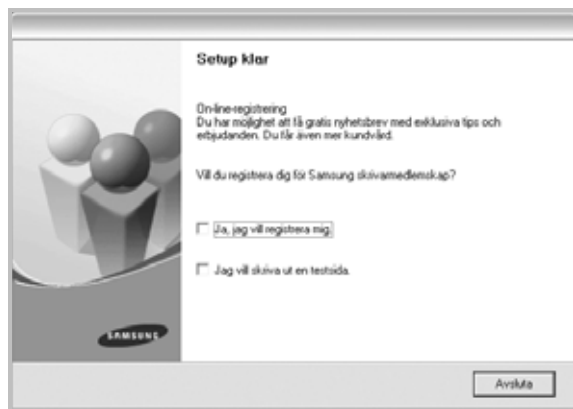 Setup klar
On-line-registrering
Du har möjlighet att få gratis nyhetsbrev med exklusiva tips och
erbjudanden. Du får även mer kundvård.
Vill du registrera dig för Samsung skrivarmedlemskap?
Ja, jag vill registrera mig.
Jag vill skriva ut en testsida.
SAMSUNG
Avsluta